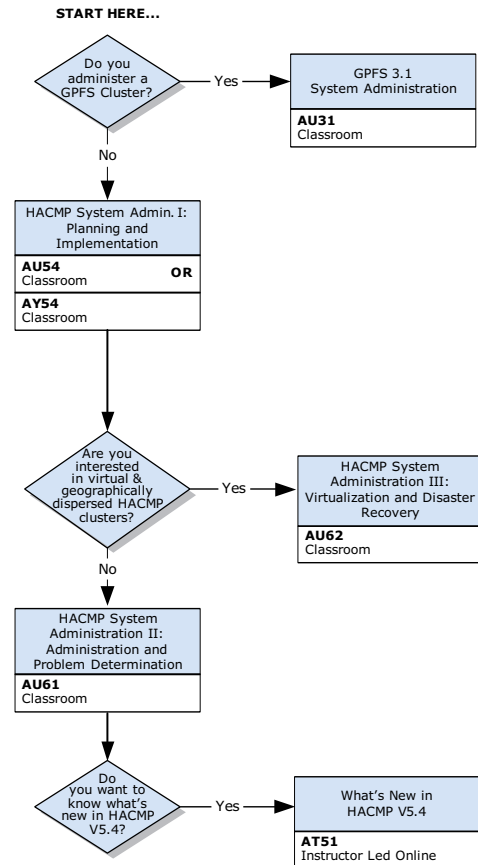 START HERE...
Do you
administer a
GPFS Cluster?
Yes
GPFS 3.1
System Administration
AU31
Classroom
No
HACMP System Admin. I:
Planning and
Implementation
AU54
Classroom
OR
AY54
Classroom
Are you
interested
in virtual &
geographically
dispersed HACMP
clusters?
Yes
HACMP System
Administration III:
Virtualization and Disaster
Recovery
AU62
Classroom
No
HACMP System
Administration II:
Administration and
Problem Determination
AU61
Classroom
Do
you want to
know what's
new in HACMP
V5.4?
Yes
What's New in
HACMP V5.4
AT51
Instructor Led Online